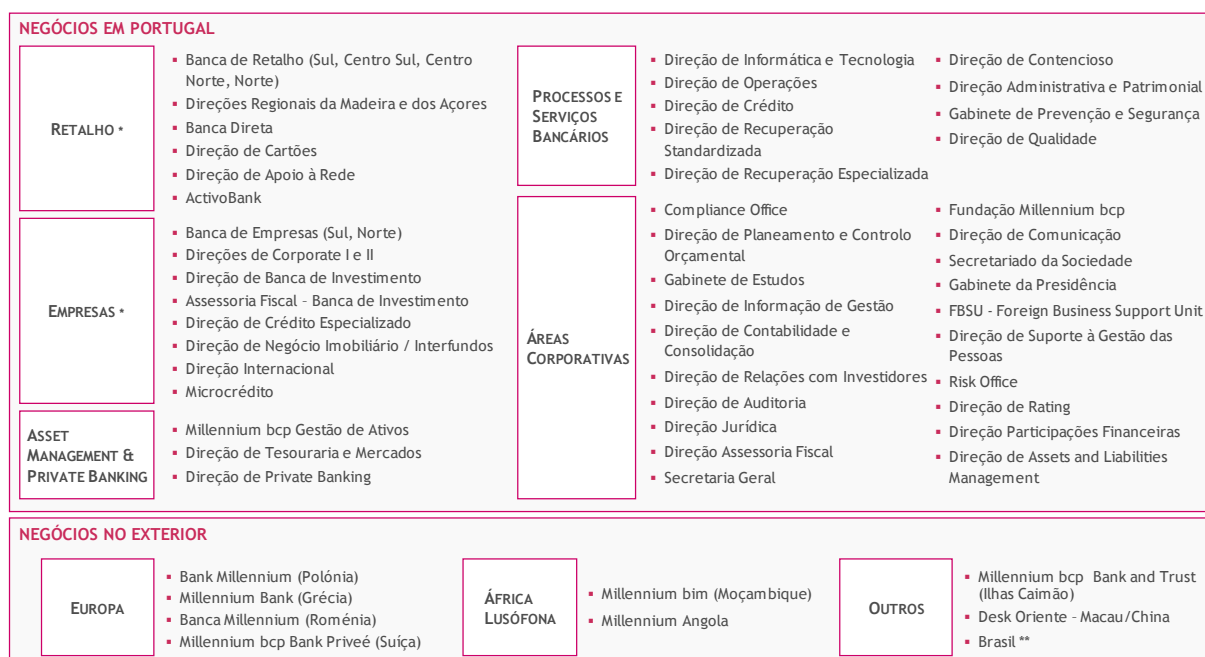 NEGÓCIOS EM PORTUGAL
RETALHO *
▪ Banca de Retalho (Sul, Centro Sul, Centro
Norte, Norte)
▪ Direções Regionais da Madeira e dos Açores
▪ Banca Direta
▪ Direção de Cartões
▪ Direção de Apoio à Rede
▪ ActivoBank
EMPRESAS *
▪ Banca de Empresas (Sul, Norte)
▪ Direções de Corporate I e II
▪ Direção de Banca de Investimento
▪ Assessoria Fiscal – Banca de Investimento
▪ Direção de Crédito Especializado
▪ Direção de Negócio Imobiliário / Interfundos
▪ Direção Internacional
▪ Microcrédito
ASSET
MANAGEMENT &
PRIVATE BANKING
▪ Millennium bcp Gestão de Ativos
▪ Direção de Tesouraria e Mercados
▪ Direção de Private Banking
PROCESSOS E
SERVIÇOS
BANCÁRIOS
▪ Direção de Informática e Tecnologia
▪ Direção de Operações
▪ Direção de Crédito
▪ Direção de Recuperação
Standardizada
▪ Direção de Recuperação Especializada
▪ Direção de Contencioso
▪ Direção Administrativa e Patrimonial
▪ Gabinete de Prevenção e Segurança
▪ Direção de Qualidade
ÁREAS
CORPORATIVAS
▪ Compliance Office
▪ Direção de Planeamento e Controlo
Orçamental
▪ Gabinete de Estudos
▪ Direção de Informação de Gestão
▪ Direção de Contabilidade e
Consolidação
▪ Direção de Relações com Investidores
▪ Direção de Auditoria
▪ Direção Jurídica
▪ Direção Assessoria Fiscal
▪ Secretaria Geral
▪ Fundação Millennium bcp
▪ Direção de Comunicação
▪ Secretariado da Sociedade
▪ Gabinete da Presidência
▪ FBSU - Foreign Business Support Unit
▪ Direção de Suporte à Gestão das
Pessoas
▪ Risk Office
▪ Direção de Rating
▪ Direção Participações Financeiras
▪ Direção de Assets and Liabilities
Management
NEGÓCIOS NO EXTERIOR
EUROPA
▪ Bank Millennium (Polónia)
▪ Millennium Bank (Grécia)
▪ Banca Millennium (Roménia)
▪ Millennium bcp Bank Priveé (Suíça)
ÁFRICA
LUSÓFONA
▪ Millennium bim (Moçambique)
▪ Millennium Angola
OUTROS
▪ Millennium bcp Bank and Trust
(Ilhas Caimão)
▪ Desk Oriente - Macau/China
▪ Brasil **